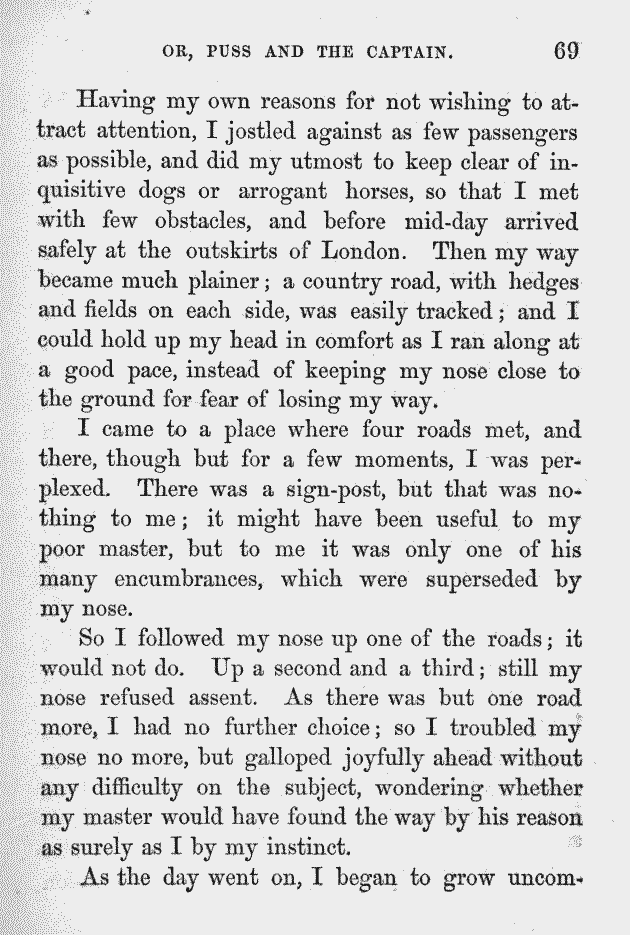 OR, PUSS AND THE CAPTAIN. 69
Having my own reasons for not wishing to at-
tract attention, I jostled against as few passengers
as possible, and did my utmost to keep clear of in-
quisitive dogs or arrogant horses, so that I met
with few obstacles, and before mid-day arrived
safely at the outskirts of London. Then my way
became much plainer; a country road, with hedges
and fields on each side, was easily tracked; and I
could hold up my head in comfort as I ran along at
a good pace, instead of keeping my nose close to
the ground for fear of losing my way.
I came to a place where four roads met, and
there, though but for a few moments, I was per-
plexed. There was a sign-post, but that was no-
thing to me; it might have been useful to my
poor master, but to me it was only one of his
many encumbrances, which were superseded by
my nose.
So I followed my nose up one of the roads; it
would not do. Up a second and a third; still my
nose refused assent. As there was but one road
more, I had no further choice; so I troubled my
nose no more, but galloped joyfully ahead without
any difficulty on the subject, wondering whether
my master would have found the way by his reason
as surely as I by my instinct.
As the day went on, I began to grow uncom-